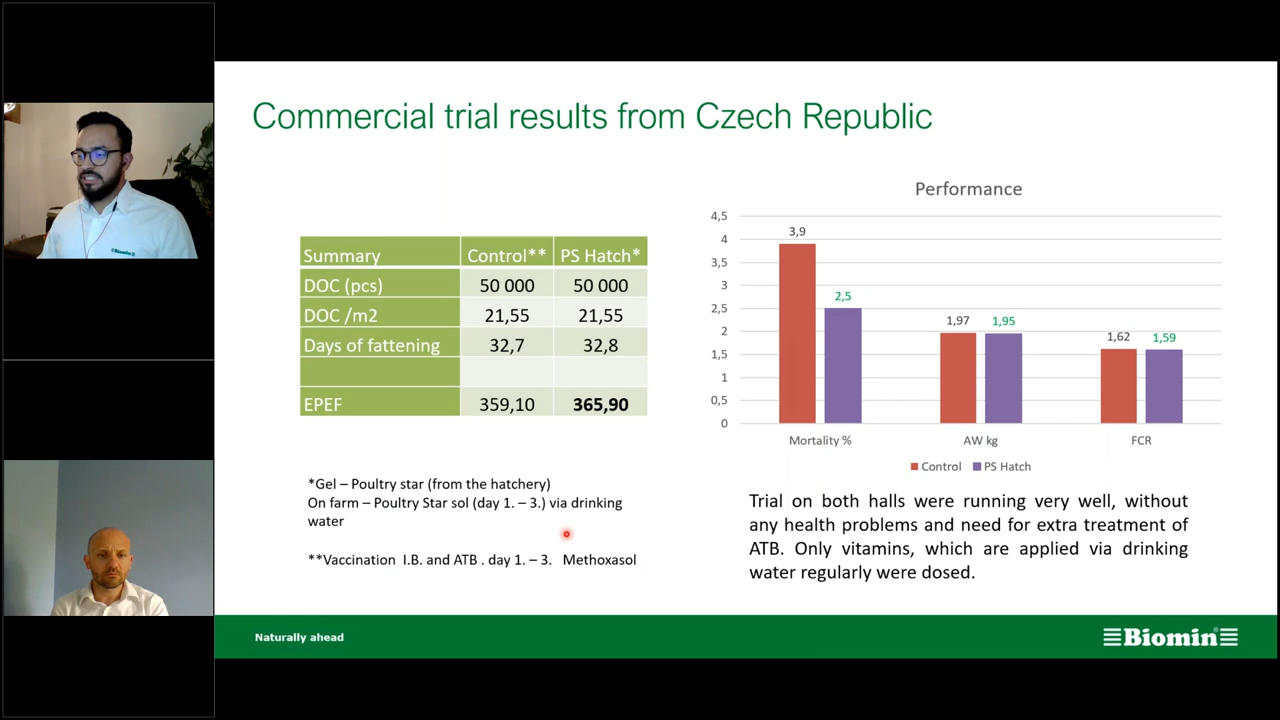 Commercial trial results from Czech Republic
Summary Control** PS Hatch*
DOC (pcs) 50 000 50 000
DOC /m2 21,55 21,55
Days of fattening 32,7 32,8
EPEF 359,10 365,90
*Gel – Poultry star (from the hatchery)
On farm – Poultry Star sol (day 1. – 3.) via drinking
water
**Vaccination I.B. and ATB . day 1. – 3. Methoxasol
Performance
4,5
4
3,5
3
2,5
2
1,5
1
0,5
0
3,9
2,5
1,97
1,95
1,62
1,59
Mortality % AW kg FCR
Control PS Hatch
Trial on both halls were running very well, without
any health problems and need for extra treatment of
ATB. Only vitamins, which are applied via drinking
water regularly were dosed.
Naturally ahead
Biomin®
Biomin